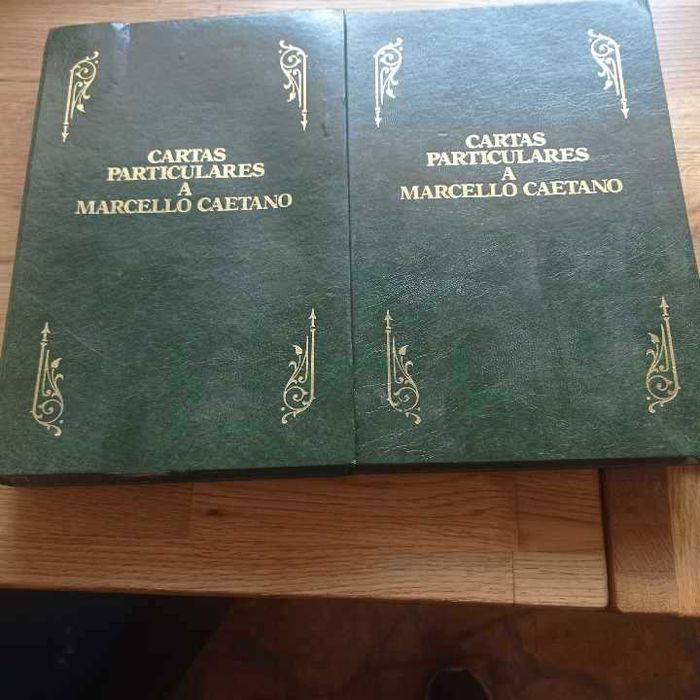 CARTAS
PARTICULARES
A
MARCELLO CAETANO
CARTAS
PARTICULARES
A
MARCELLO CAETANO